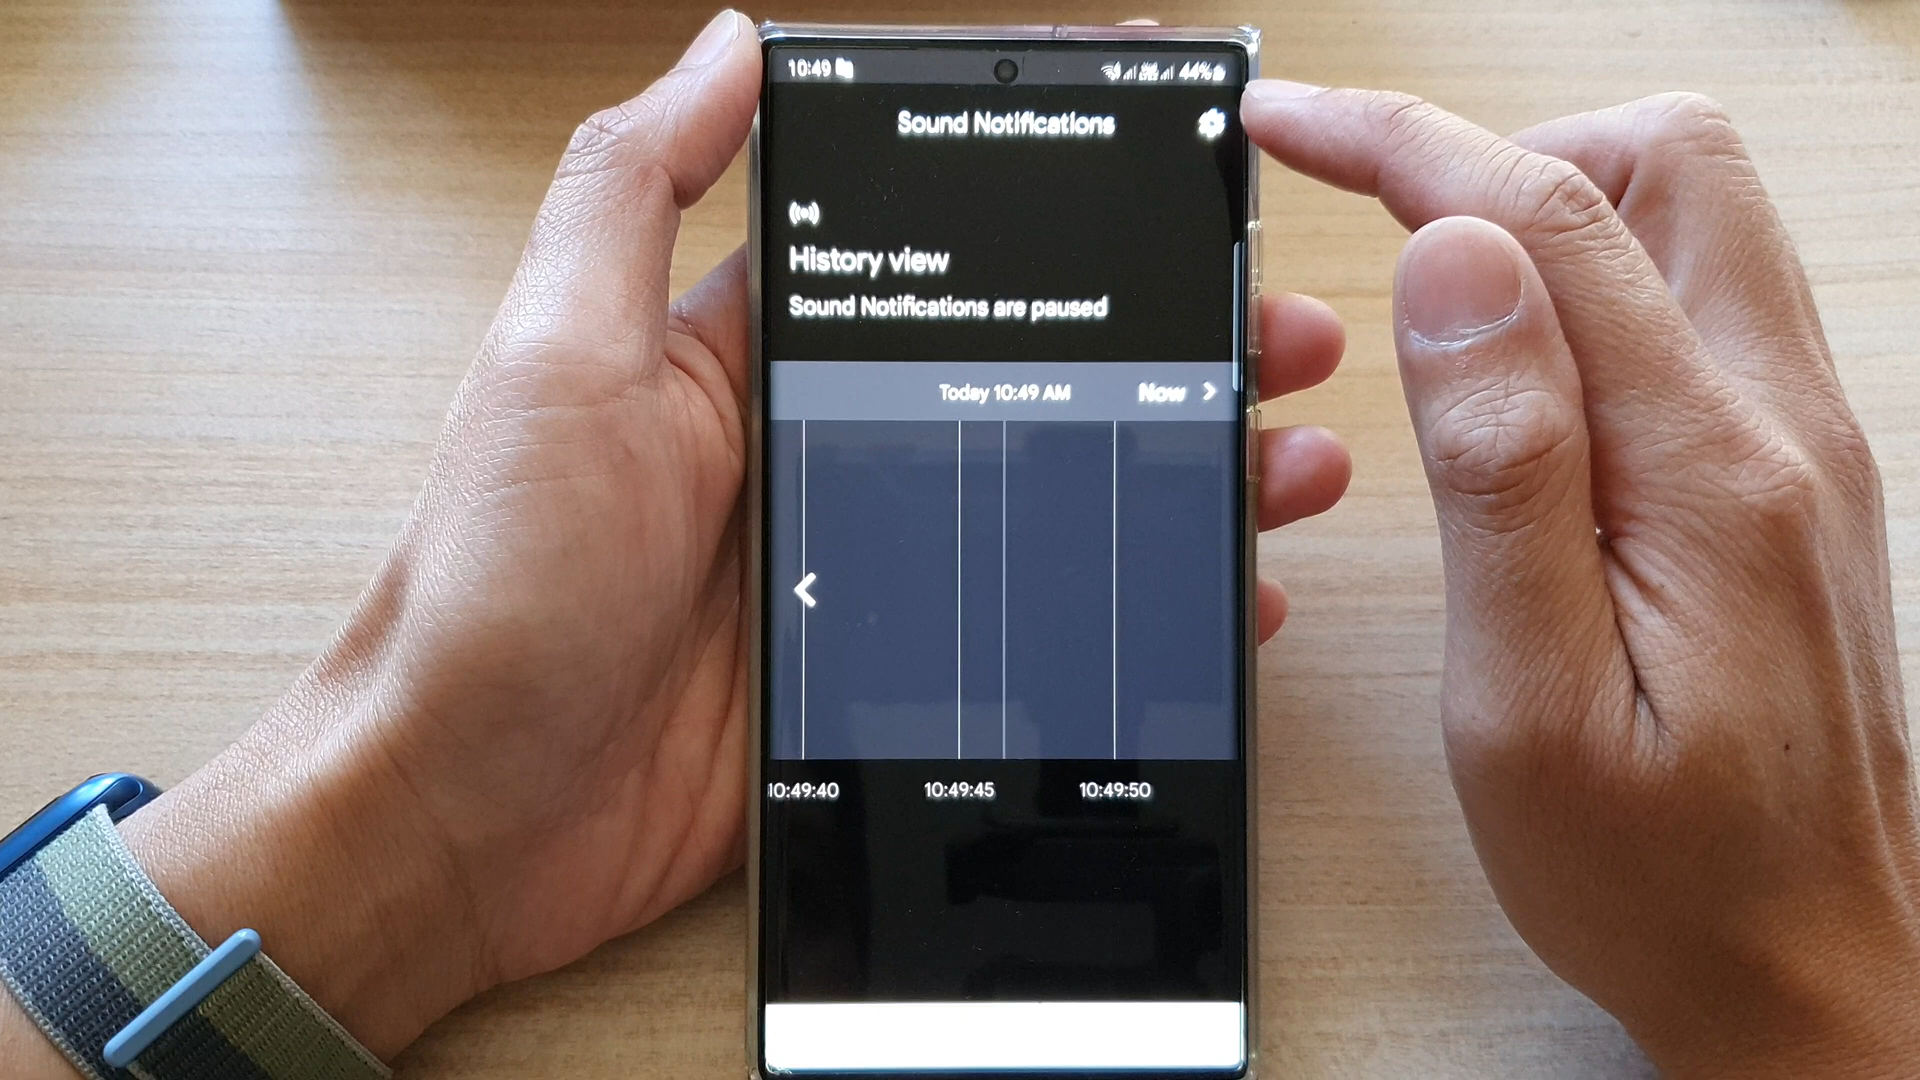 10:49 44%
Sound Notifications
History view
Sound Notifications are paused
Today 10:49 AM Now
10:49:40 10:49:45 10:49:50